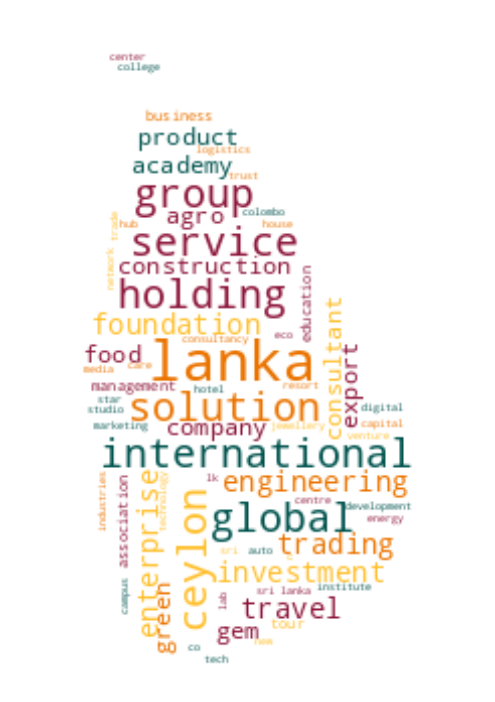 center
college
business
product
logistics
academy
trust
group
agro
colombo
hub
house
trade
service
network
construction
education
holding
foundation
consultant
eco
consultancy
food
lanka
export
care
media
management
hotel
resort
star
solution
digital
studio
company
jewellery
capital
marketing
venture
international
industries
association
enterprise
technology
lk
engineering
ceylon
centre
global
development
energy
sri
auto
trading
investment
campus
green
lab
sri lanka
institute
travel
gem
tour
new
co
tech